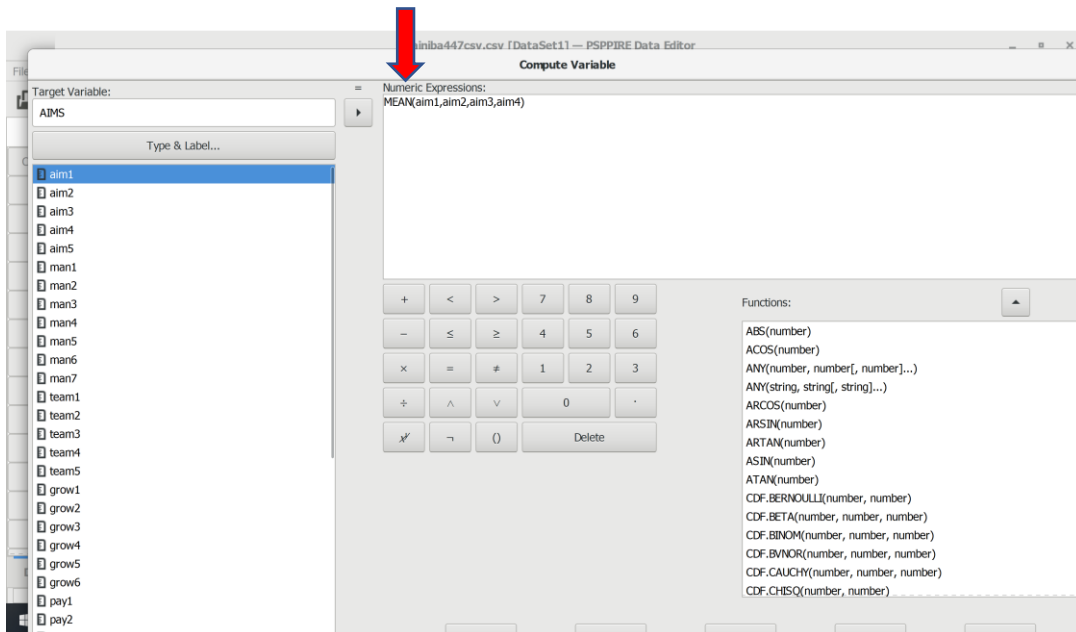 ainiba447csv.csv [DataSet1] — PSPPIRE Data Editor
Compute Variable
File
Target Variable:
=
Numeric Expressions:
AIMS
MEAN(aim1,aim2,aim3,aim4)
Type & Label...
aim1
aim2
aim3
aim4
aim5
man1
man2
man3
man4
man5
man6
man7
team1
team2
team3
team4
team5
grow1
grow2
grow3
grow4
grow5
grow6
pay1
pay2
+ < > 7 8 9
− ≤ ≥ 4 5 6
× = ≠ 1 2 3
÷ ∧ ∨ 0 ·
xʸ ¬ () Delete
Functions:
ABS(number)
ACOS(number)
ANY(number, number[, number]...)
ANY(string, string[, string]...)
ARCOS(number)
ARSIN(number)
ARTAN(number)
ASIN(number)
ATAN(number)
CDF.BERNOULLI(number, number)
CDF.BETA(number, number, number)
CDF.BINOM(number, number, number)
CDF.BVNOR(number, number, number)
CDF.CAUCHY(number, number, number)
CDF.CHISQ(number, number)